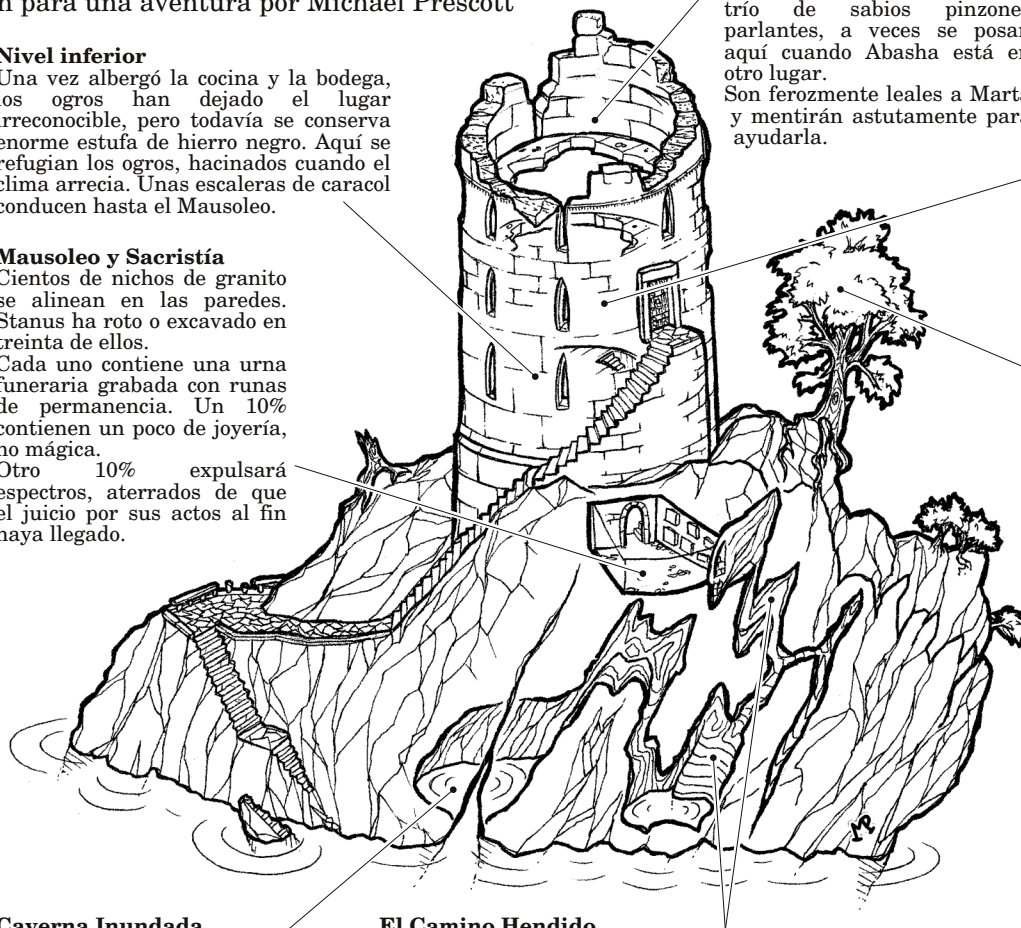 n para una aventura por Michael Prescott
Nivel inferior
Una vez albergó la cocina y la bodega,
los ogros han dejado el lugar
irreconocible, pero todavía se conserva
enorme estufa de hierro negro. Aquí se
refugian los ogros, hacinados cuando el
clima arrecia. Unas escaleras de caracol
conducen hasta el Mausoleo.
Mausoleo y Sacristía
Cientos de nichos de granito
se alinean en las paredes.
Stanus ha roto o excavado en
treinta de ellos.
Cada uno contiene una urna
funeraria grabada con runas
de permanencia. Un 10%
contienen un poco de joyería,
no mágica.
Otro 10% expulsará
espectros, aterrados de que
el juicio por sus actos al fin
haya llegado.
trío de sabios pinzone
parlantes, a veces se posan
aquí cuando Abasha está en
otro lugar.
Son ferozmente leales a Marta
y mentirán astutamente para
ayudarla.
MP
Caverna Inundada
El Camino Hendido